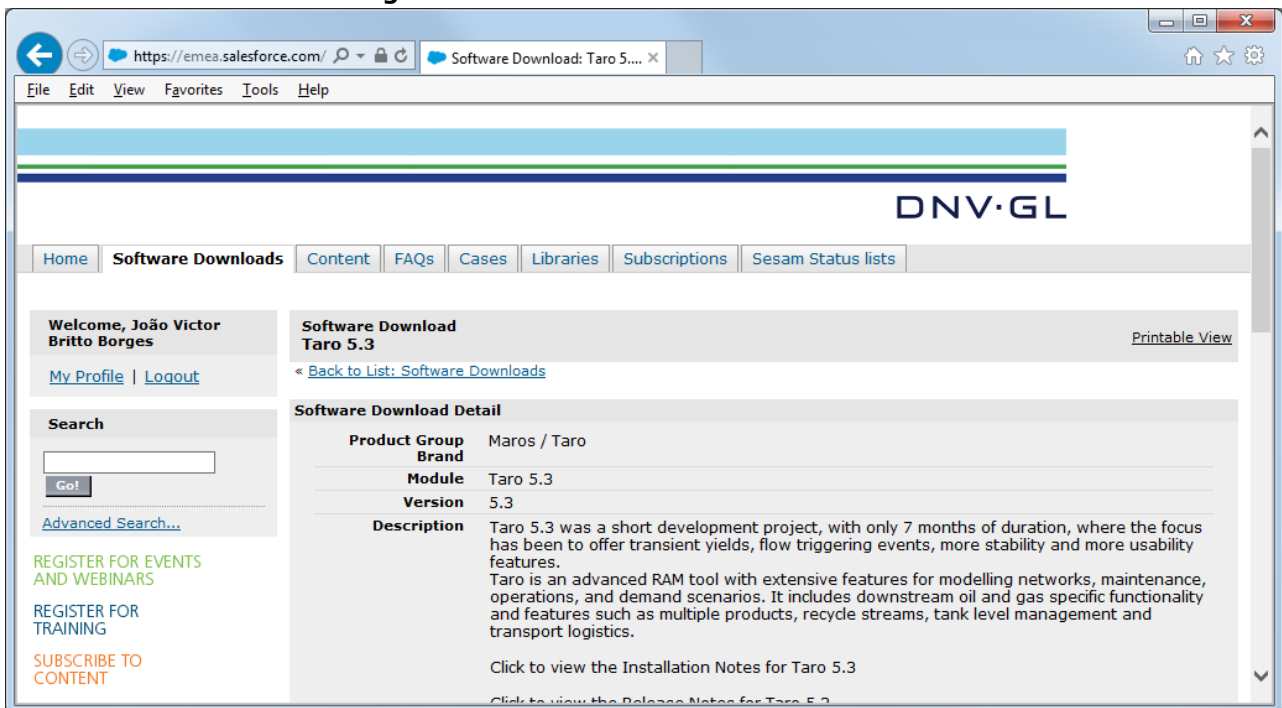 https://emea.salesforce.com/
Software Download: Taro 5....
File Edit View Favorites Tools Help
DNV·GL
Home Software Downloads Content FAQs Cases Libraries Subscriptions Sesam Status lists
Welcome, João Victor
Britto Borges
My Profile | Logout
Search
Go!
Advanced Search...
REGISTER FOR EVENTS
AND WEBINARS
REGISTER FOR
TRAINING
SUBSCRIBE TO
CONTENT
Software Download
Taro 5.3
Printable View
« Back to List: Software Downloads
Software Download Detail
Product Group
Brand
Maros / Taro
Module Taro 5.3
Version 5.3
Description Taro 5.3 was a short development project, with only 7 months of duration, where the focus
has been to offer transient yields, flow triggering events, more stability and more usability
features.
Taro is an advanced RAM tool with extensive features for modelling networks, maintenance,
operations, and demand scenarios. It includes downstream oil and gas specific functionality
and features such as multiple products, recycle streams, tank level management and
transport logistics.
Click to view the Installation Notes for Taro 5.3
Click to view the Release Notes for Taro